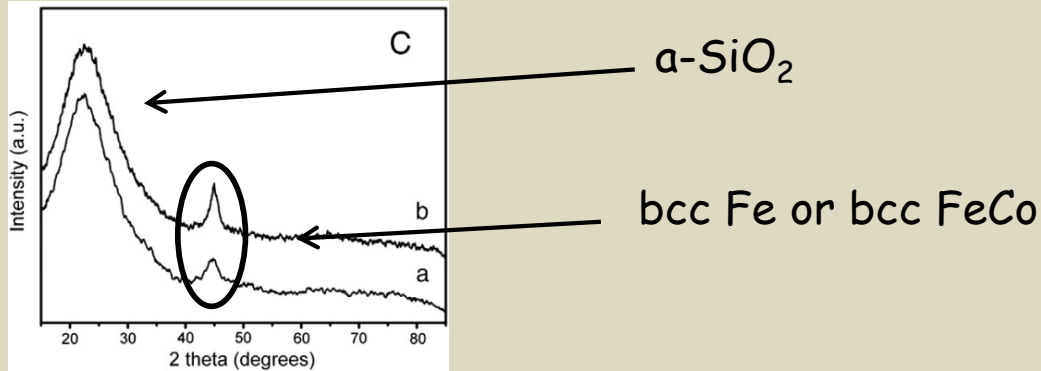 C
a-SiO₂
Intensity (a.u.)
b
bcc Fe or bcc FeCo
a
20 30 40 50 60 70 80
2 theta (degrees)